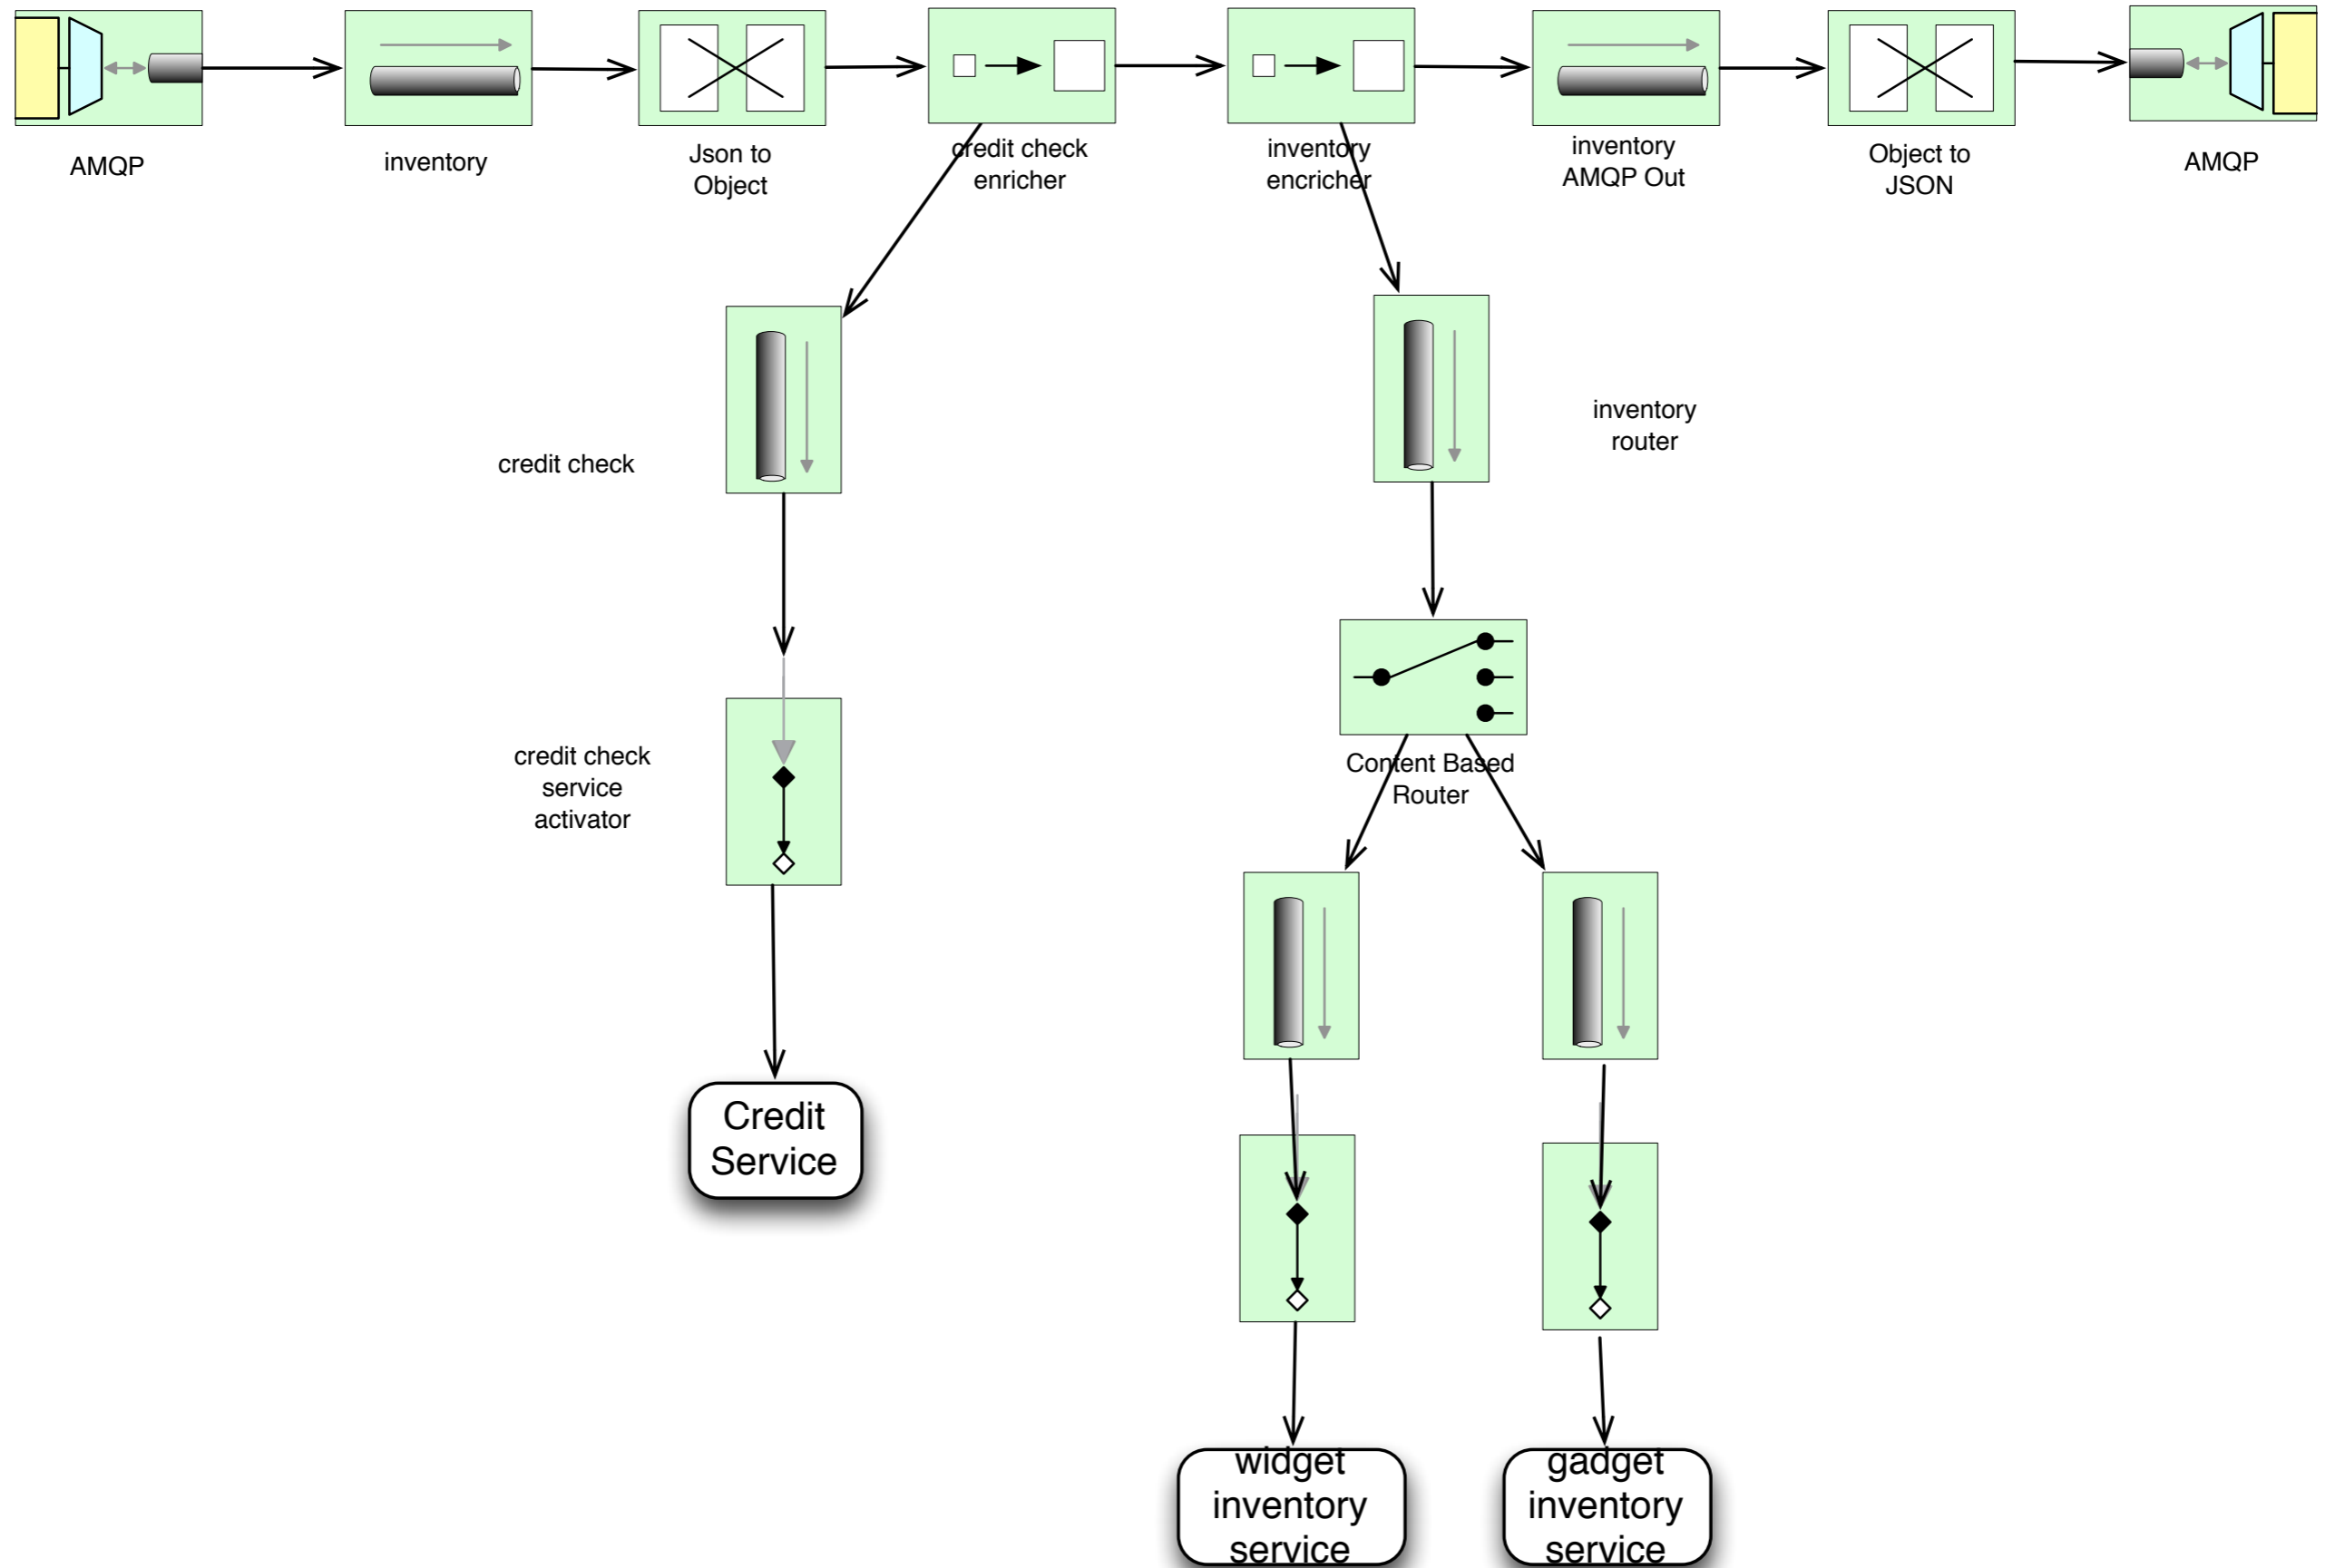 AMQP
inventory
Json to
Object
credit check
enricher
inventory
encricher
inventory
AMQP Out
Object to
JSON
AMQP
credit check
inventory
router
credit check
service
activator
Content Based
Router
Credit
Service
widget
inventory
service
gadget
inventory
service